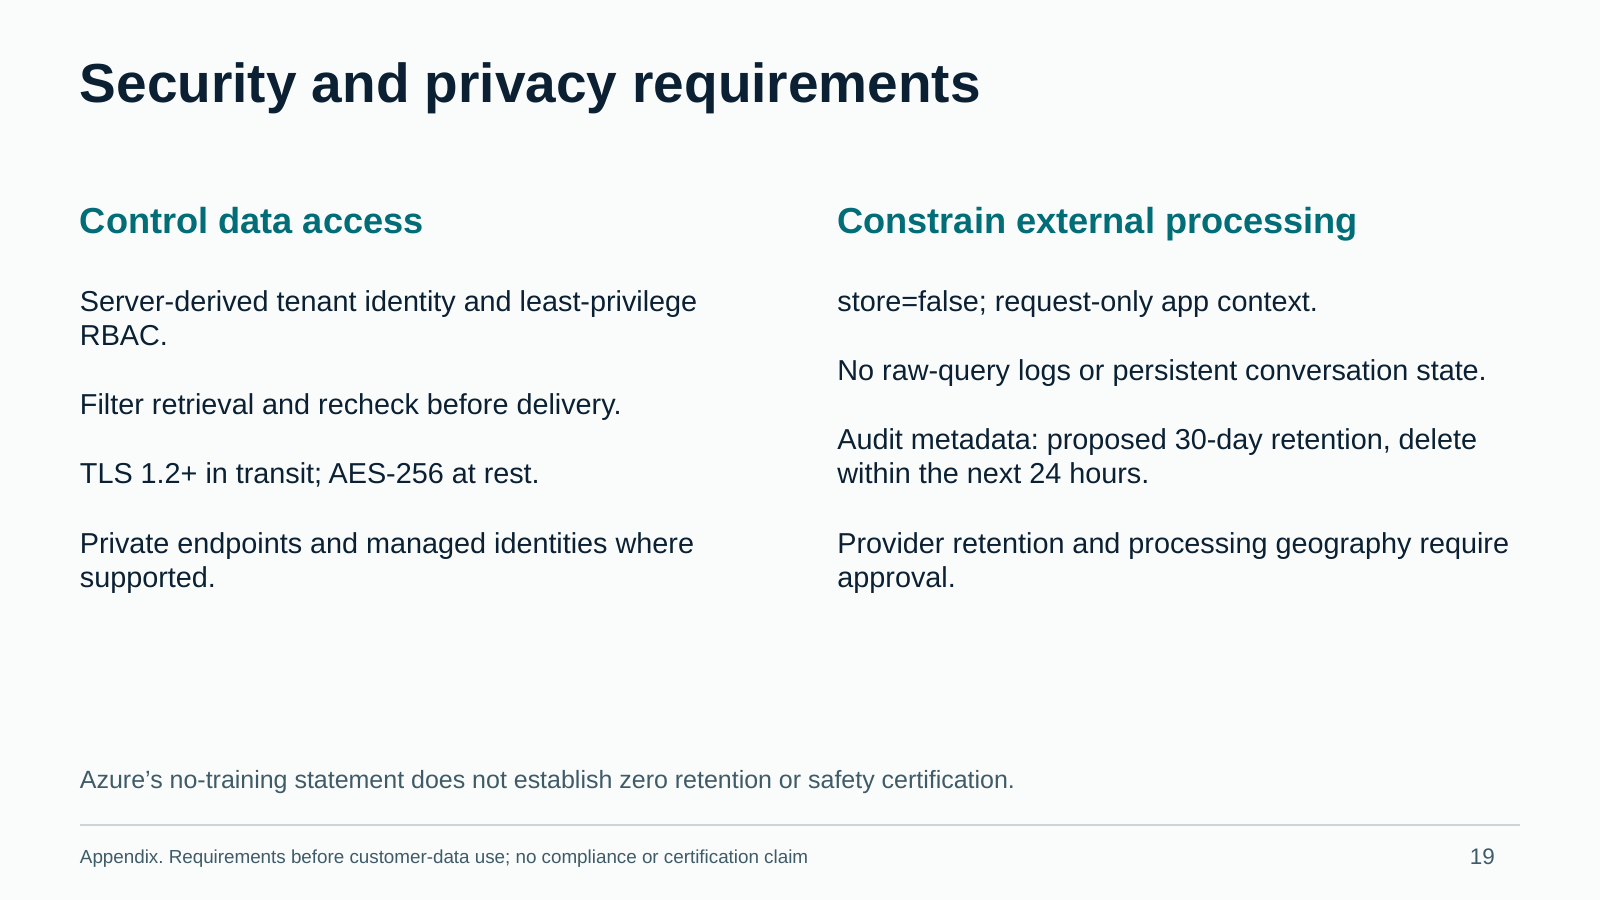 Security and privacy requirements
Control data access
Server-derived tenant identity and least-privilege
RBAC.
Filter retrieval and recheck before delivery.
TLS 1.2+ in transit; AES-256 at rest.
Private endpoints and managed identities where
supported.
Constrain external processing
store=false; request-only app context.
No raw-query logs or persistent conversation state.
Audit metadata: proposed 30-day retention, delete
within the next 24 hours.
Provider retention and processing geography require
approval.
Azure’s no-training statement does not establish zero retention or safety certification.
Appendix. Requirements before customer-data use; no compliance or certification claim
19